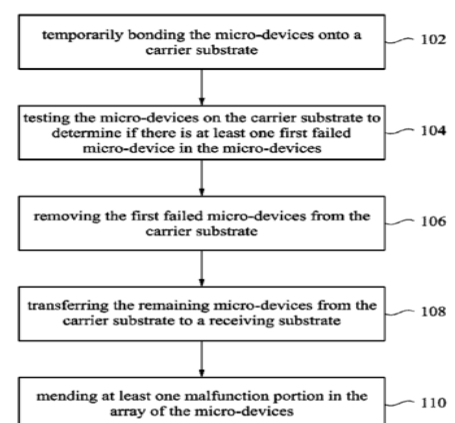 temporarily bonding the micro-devices onto a
carrier substrate
102
testing the micro-devices on the carrier substrate to
determine if there is at least one first failed
micro-device in the micro-devices
104
removing the first failed micro-devices from the
carrier substrate
106
transferring the remaining micro-devices from the
carrier substrate to a receiving substrate
108
mending at least one malfunction portion in the
array of the micro-devices
110